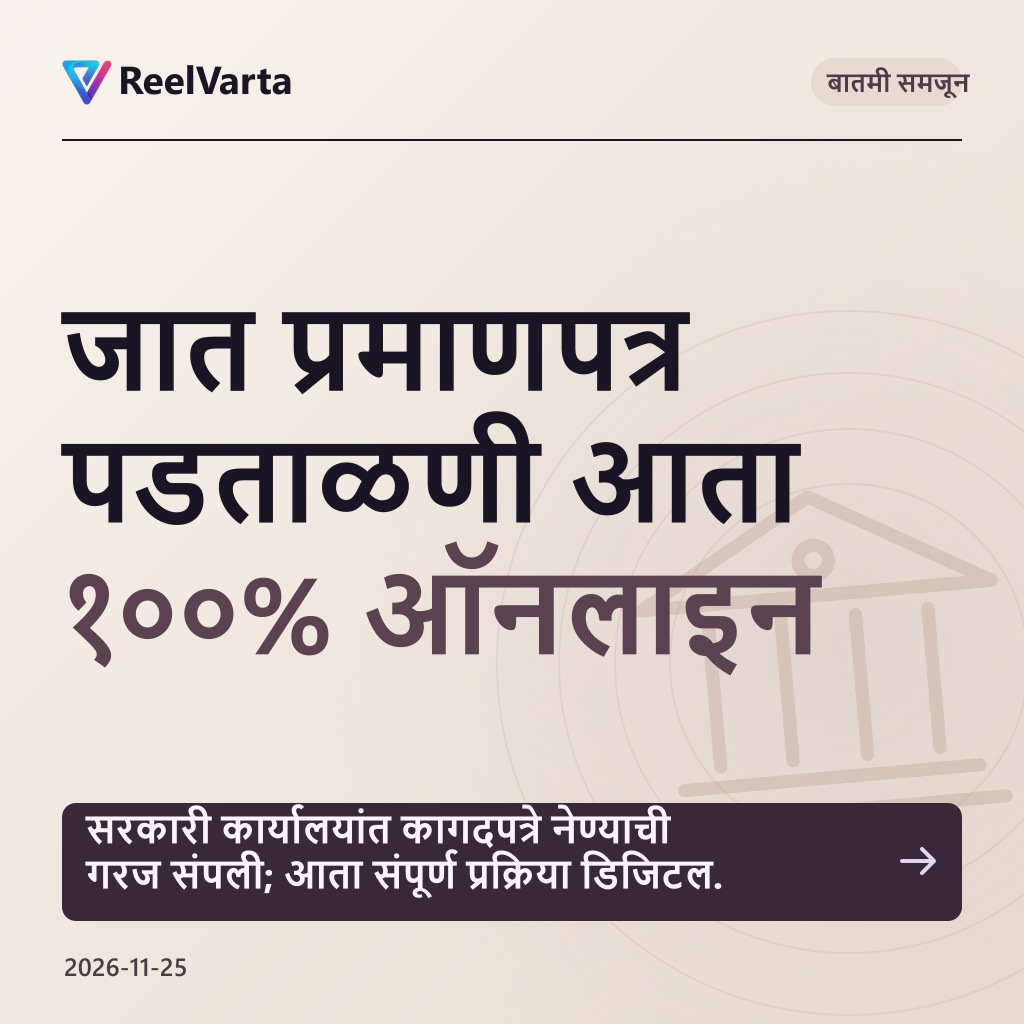 ReelVarta
बातमी समजून
जात प्रमाणपत्र
पडताळणी आता
१००% ऑनलाइन
सरकारी कार्यालयांत कागदपत्रे नेण्याची
गरज संपली; आता संपूर्ण प्रक्रिया डिजिटल.
2026-11-25